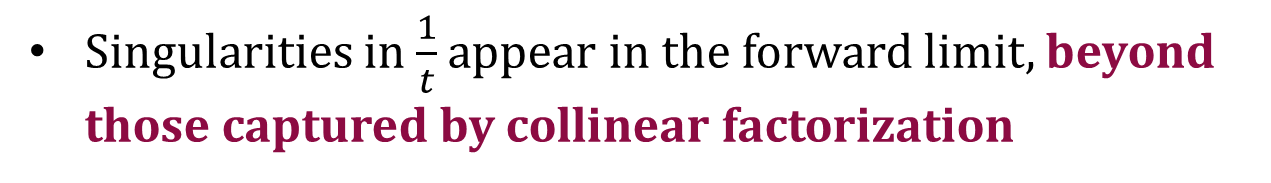 • Singularities in 1/t appear in the forward limit, beyond
those captured by collinear factorization